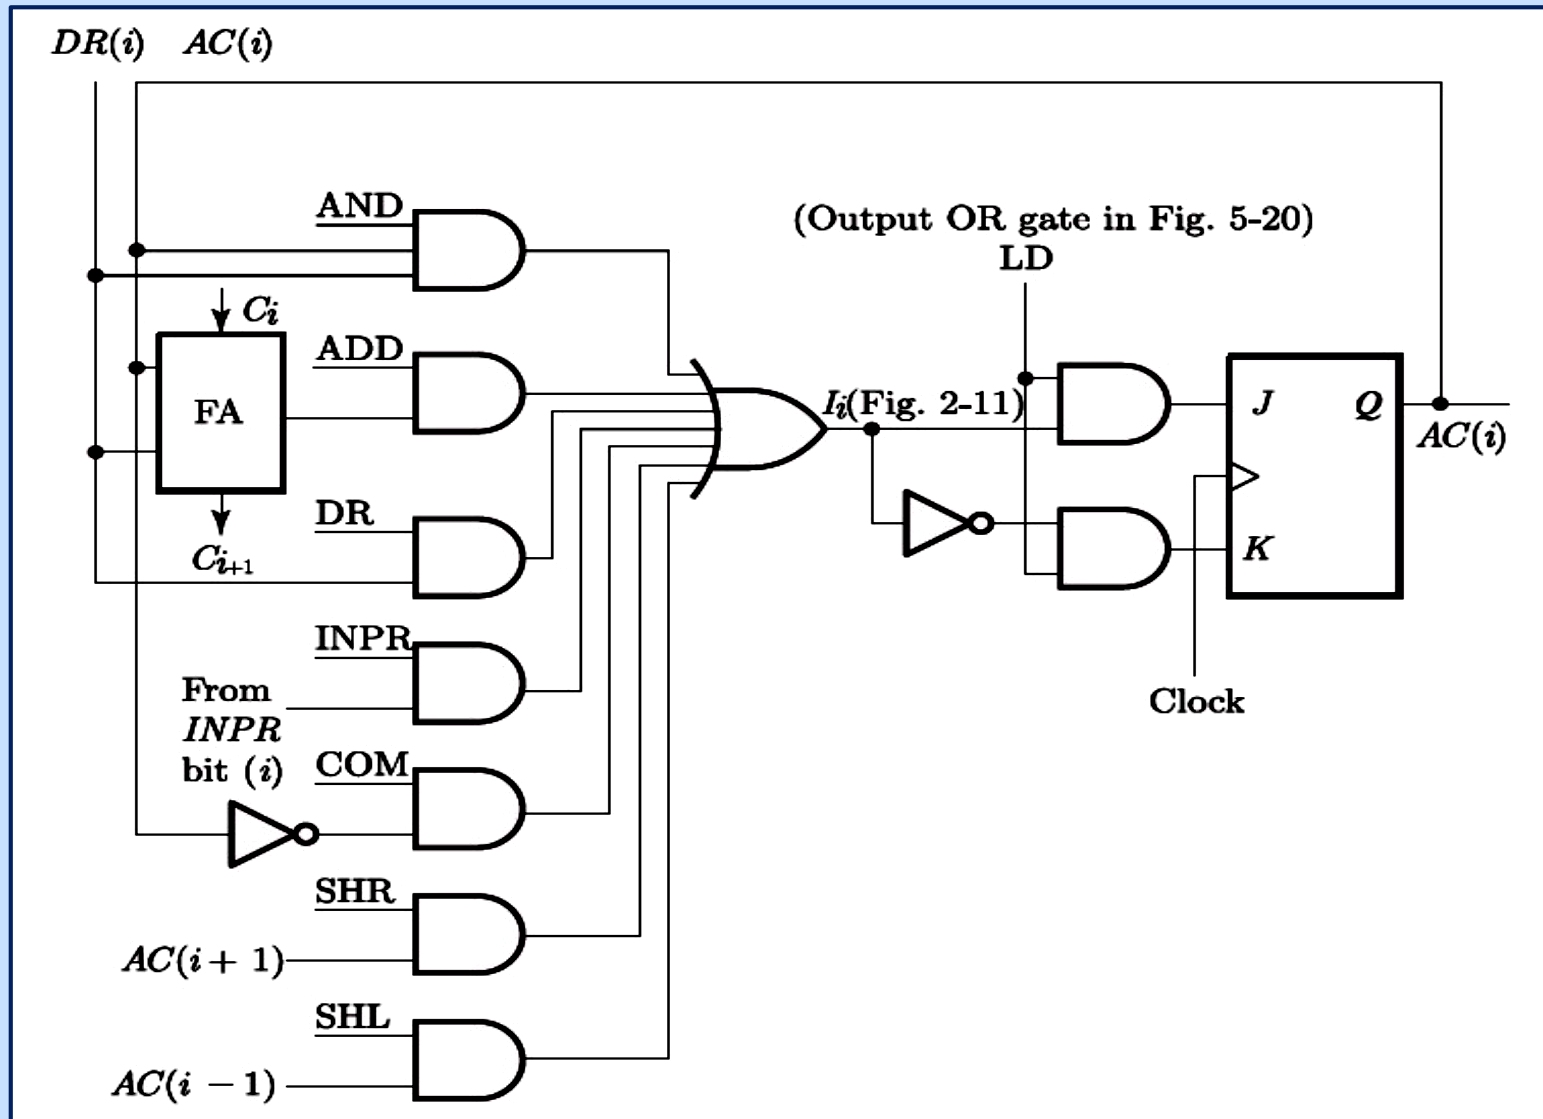 DR(i) AC(i)
AND
(Output OR gate in Fig. 5-20)
LD
Ci
ADD
FA
Ii(Fig. 2-11)
J
Q
AC(i)
DR
Ci+1
K
INPR
From
INPR
bit (i)
Clock
COM
SHR
AC(i + 1)
SHL
AC(i − 1)